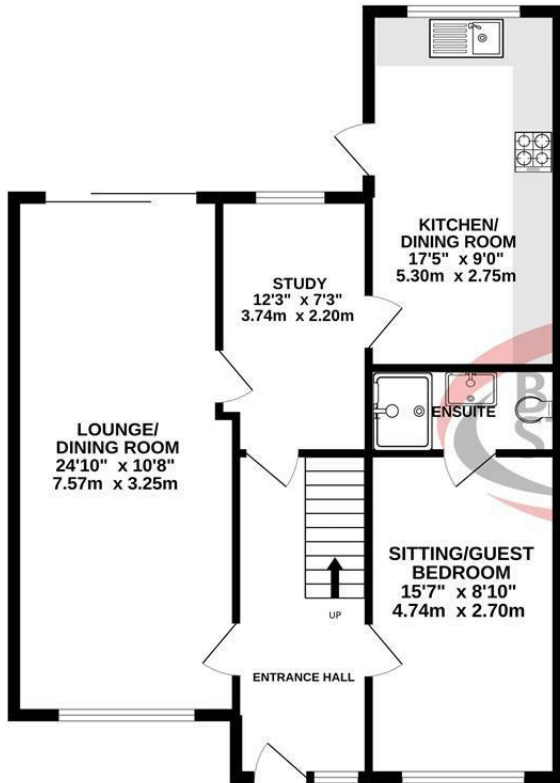 KITCHEN/
DINING ROOM
17'5" x 9'0"
5.30m x 2.75m
STUDY
12'3" x 7'3"
3.74m x 2.20m
ENSUITE
LOUNGE/
DINING ROOM
24'10" x 10'8"
7.57m x 3.25m
SITTING/GUEST
BEDROOM
15'7" x 8'10"
4.74m x 2.70m
UP
ENTRANCE HALL